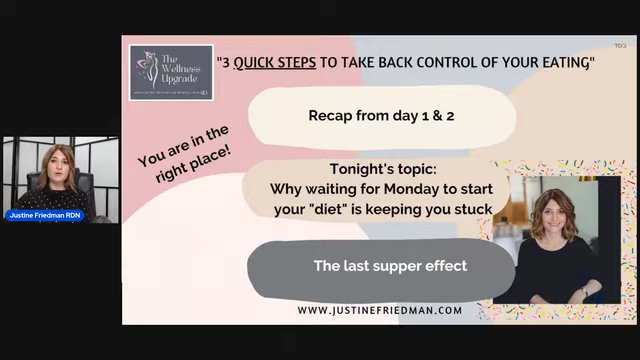 The
Wellness
Upgrade
"3 QUICK STEPS TO TAKE BACK CONTROL OF YOUR EATING"
You are in the
right place!
Recap from day 1 & 2
Tonight's topic:
Why waiting for Monday to start
your "diet" is keeping you stuck
The last supper effect
WWW.JUSTINEFRIEDMAN.COM
Justine Friedman RDN